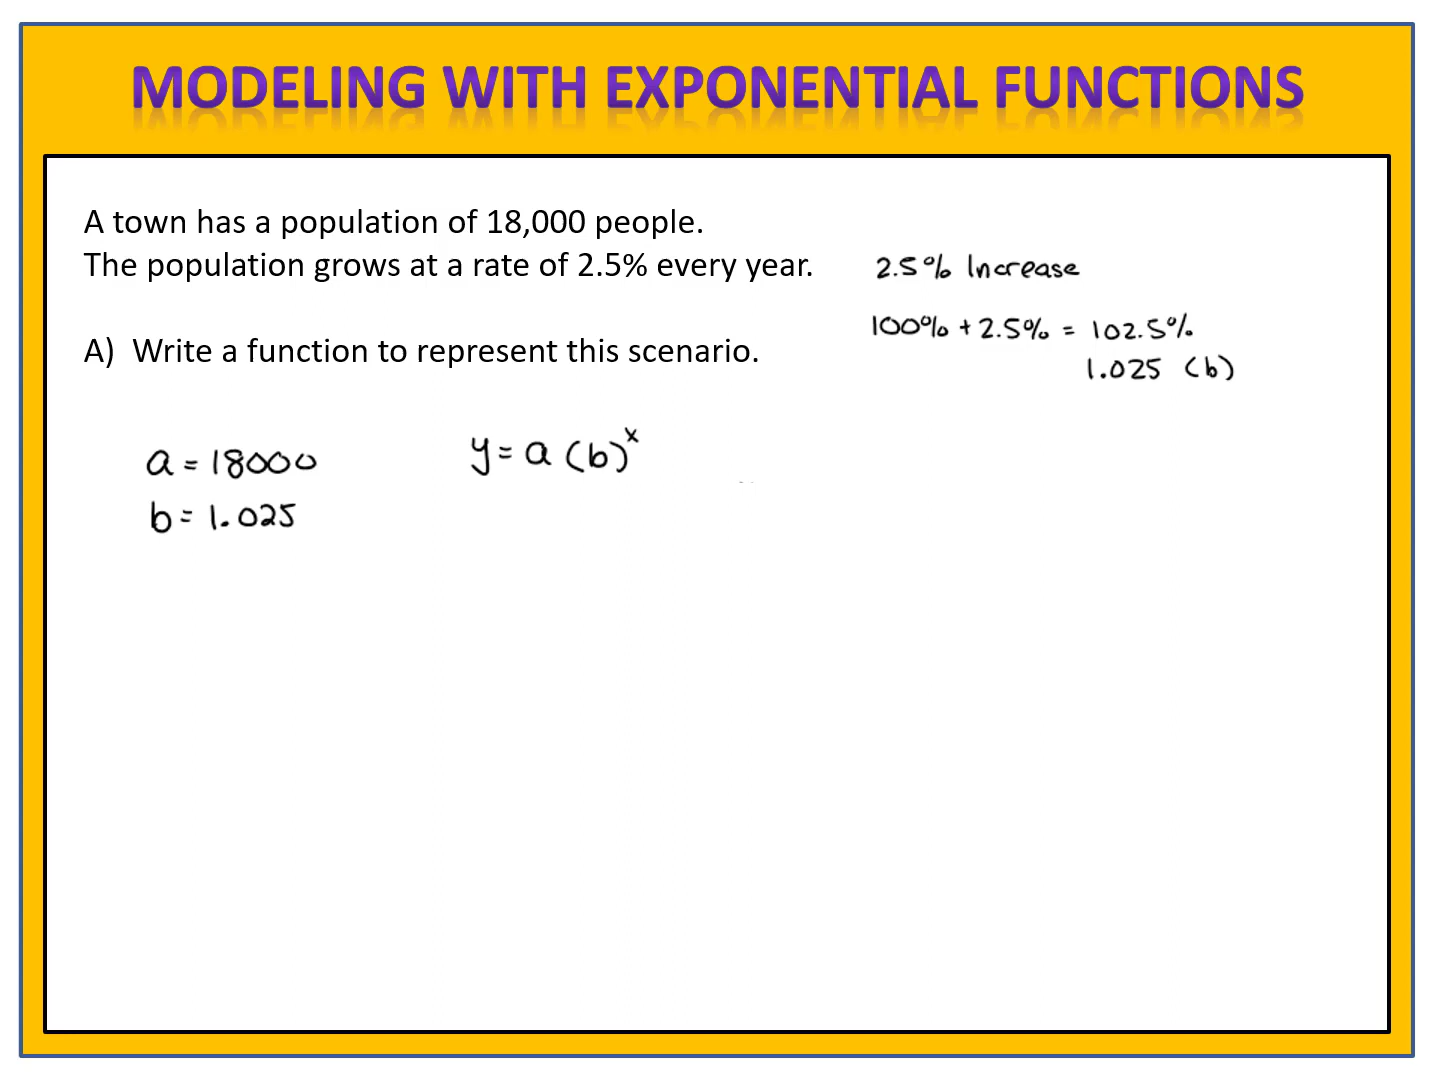 MODELING WITH EXPONENTIAL FUNCTIONS
A town has a population of 18,000 people.
The population grows at a rate of 2.5% every year.
2.5% Increase
100% + 2.5% = 102.5%
1.025 (b)
A) Write a function to represent this scenario.
a = 18000
b = 1.025
y = a (b)^x